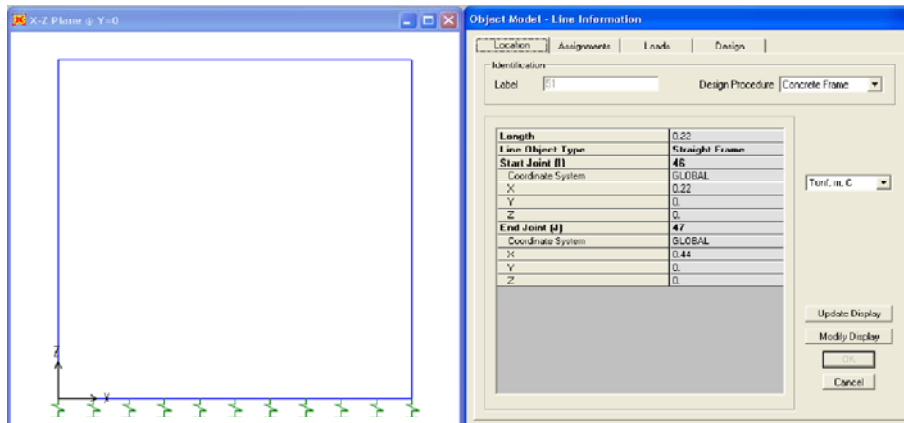 X-Z Plane @ Y=0
Z
X
Object Model - Line Information
Location Assignments Loads Design
Identification
Label 51 Design Procedure Concrete Frame
Length 0.22
Line Object Type Straight Frame
Start Joint (I) 46
Coordinate System GLOBAL
X 0.22
Y 0.
Z 0.
End Joint (J) 47
Coordinate System GLOBAL
X 0.44
Y 0.
Z 0.
Tonf, m, C
Update Display
Modify Display
OK
Cancel